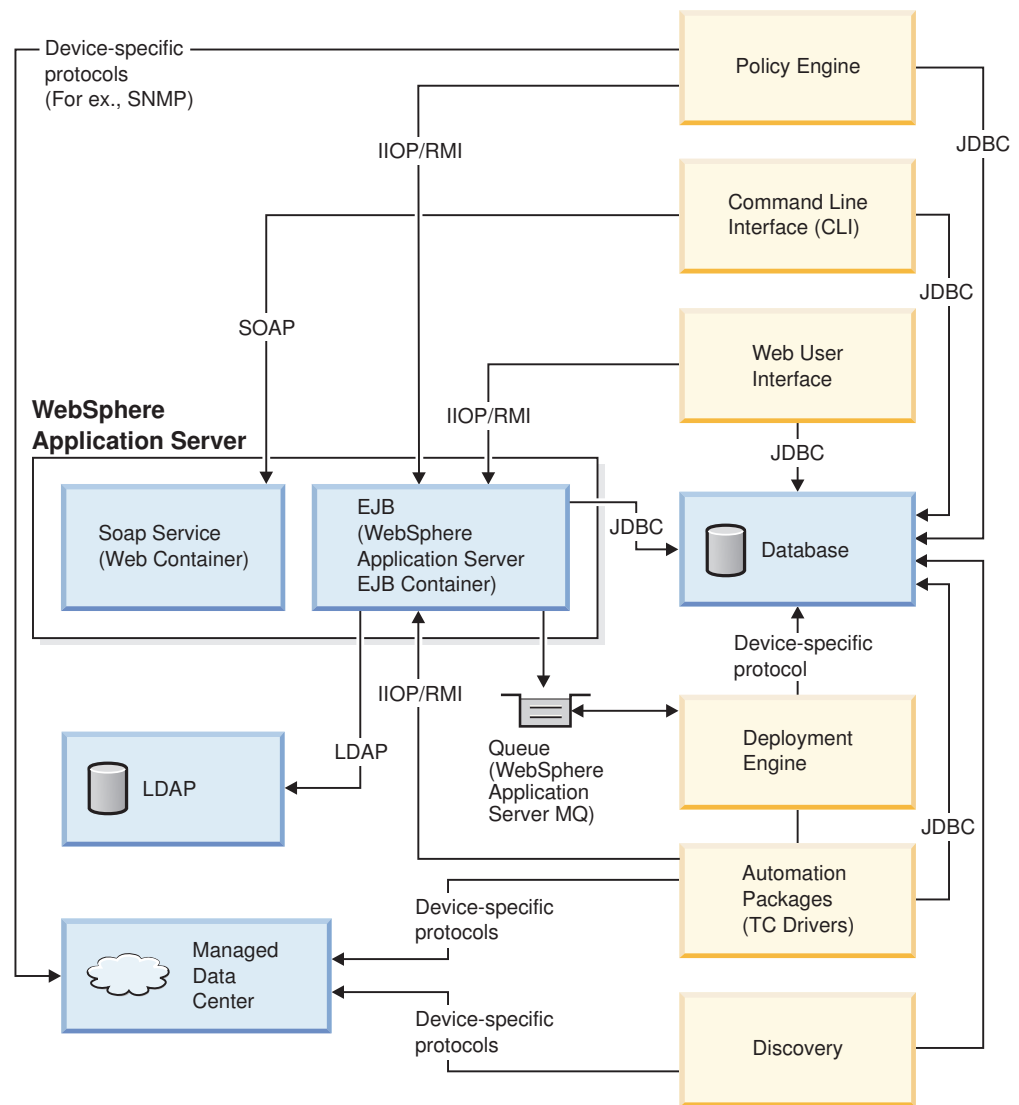 Device-specific
protocols
(For ex., SNMP)
Policy Engine
JDBC
IIOP/RMI
Command Line
Interface (CLI)
JDBC
SOAP
Web User
Interface
IIOP/RMI
WebSphere
Application Server
JDBC
Soap Service
(Web Container)
EJB
(WebSphere
Application Server
EJB Container)
JDBC
Database
Device-specific
protocol
IIOP/RMI
LDAP
LDAP
Queue
(WebSphere
Application
Server MQ)
Deployment
Engine
JDBC
Automation
Packages
(TC Drivers)
Device-specific
protocols
Managed
Data
Center
Device-specific
protocols
Discovery